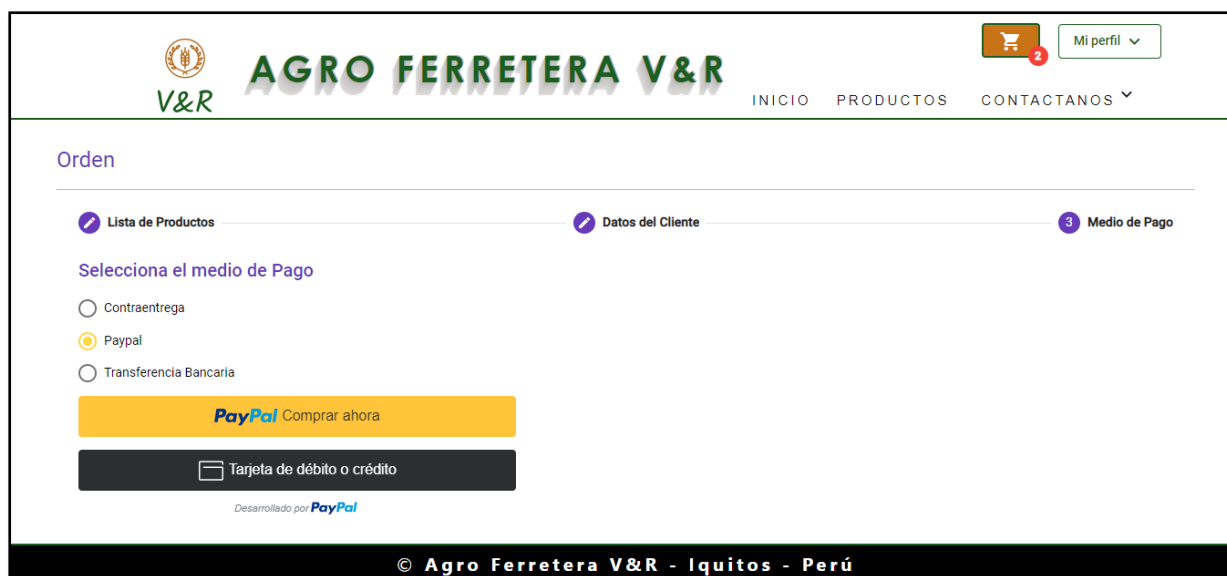 V&R
AGRO FERRETERA V&R
2
Mi perfil
INICIO PRODUCTOS CONTACTANOS
Orden
Lista de Productos
Datos del Cliente
3 Medio de Pago
Selecciona el medio de Pago
Contraentrega
Paypal
Transferencia Bancaria
PayPal Comprar ahora
Tarjeta de débito o crédito
Desarrollado por PayPal
© Agro Ferretera V&R - Iquitos - Perú